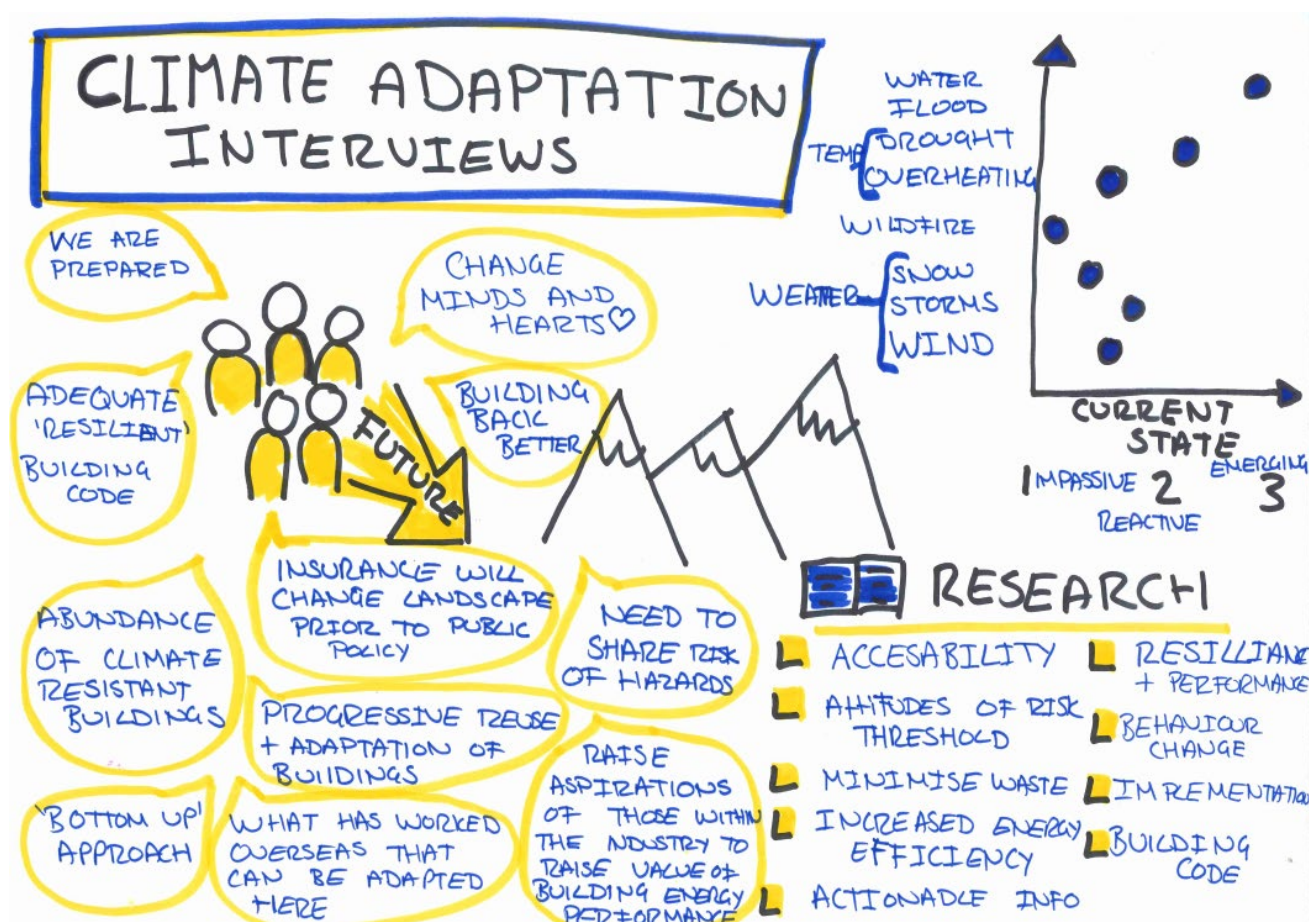 CLIMATE ADAPTATION
INTERVIEWS
WE ARE
PREPARED
CHANGE
MINDS AND
HEARTS
ADEQUATE
'RESILIENT'
BUILDING
CODE
FUTURE
BUILDING
BACK
BETTER
ABUNDANCE
OF CLIMATE
RESISTANT
BUILDINGS
INSURANCE WILL
CHANGE LANDSCAPE
PRIOR TO PUBLIC
POLICY
NEED TO
SHARE RISK
OF HAZARDS
PROGRESSIVE REUSE
+ ADAPTATION OF
BUILDINGS
'BOTTOM UP'
APPROACH
WHAT HAS WORKED
OVERSEAS THAT
CAN BE ADAPTED
HERE
RAISE
ASPIRATIONS
OF THOSE WITHIN
THE NDUSTRY TO
RAISE VALUE OF
BUILDING ENERGY
PERFORMANCE
WATER
FLOOD
TEMP
DROUGHT
OVERHEATING
WILDFIRE
WEATHER
SNOW
STORMS
WIND
CURRENT
STATE
1 IMPASSIVE
2 REACTIVE
EMERGING
3
RESEARCH
ACCESABILITY
ATTITUDES OF RISK
THRESHOLD
MINIMISE WASTE
INCREASED ENERGY
EFFICIENCY
ACTIONABLE INFO
RESILLIANCE
+ PERFORMANCE
BEHAVIOUR
CHANGE
IMPLEMENTATION
BUILDING
CODE